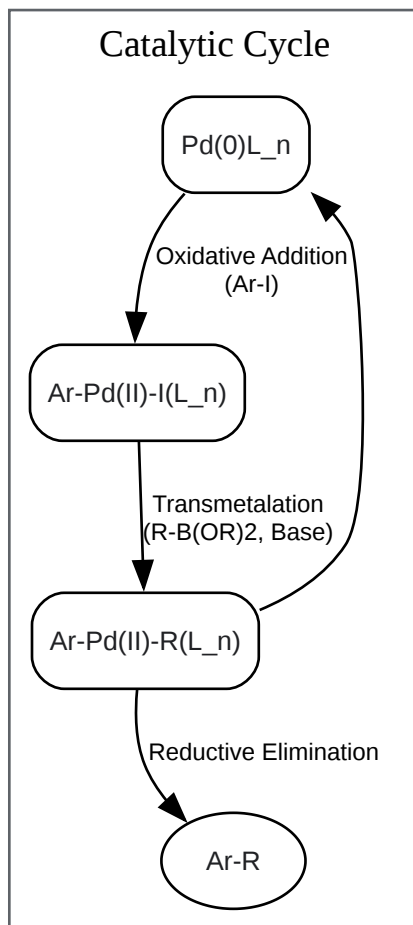 Catalytic Cycle
Pd(0)L_n
Oxidative Addition
(Ar-I)
Ar-Pd(II)-I(L_n)
Transmetalation
(R-B(OR)2, Base)
Ar-Pd(II)-R(L_n)
Reductive Elimination
Ar-R